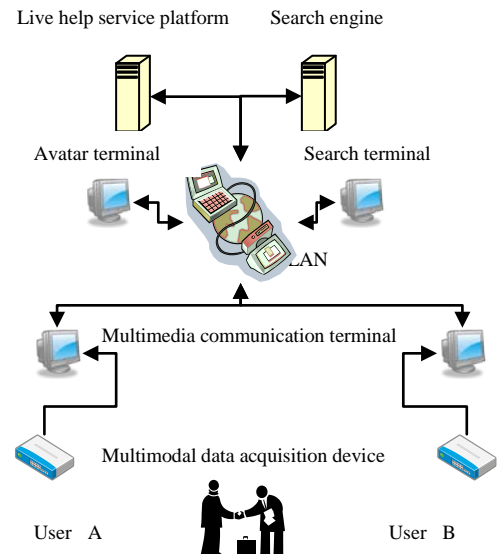 Live help service platform
Search engine
Avatar terminal
Search terminal
LAN
Multimedia communication terminal
Multimodal data acquisition device
User A
User B